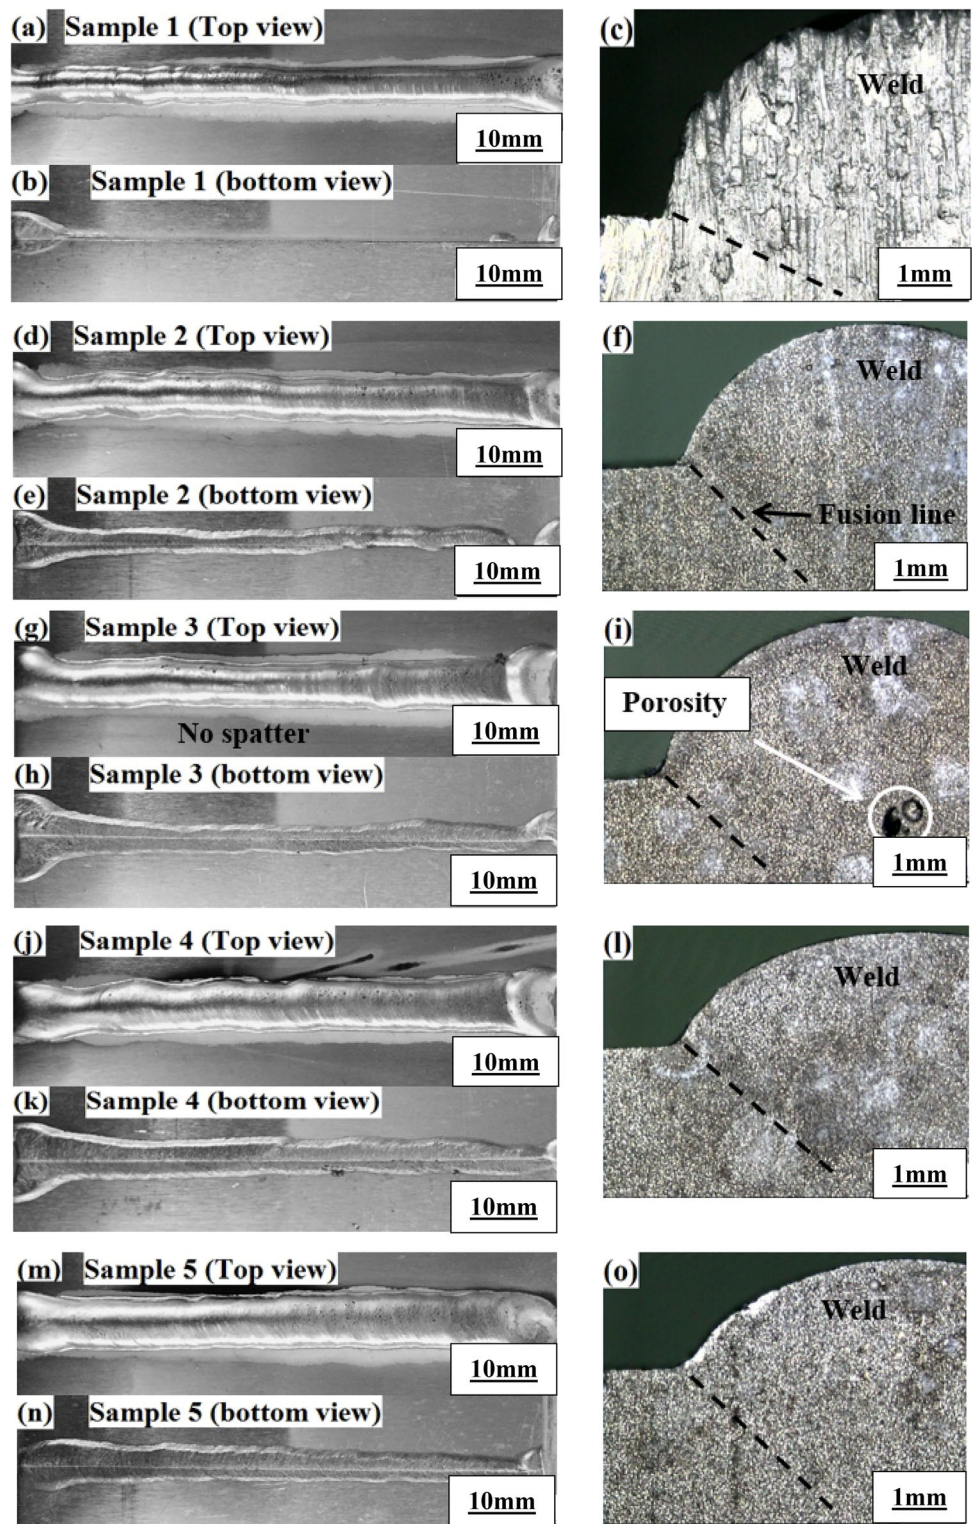 (a) Sample 1 (Top view)
10mm
(b) Sample 1 (bottom view)
10mm
(c)
Weld
1mm
(d) Sample 2 (Top view)
10mm
(e) Sample 2 (bottom view)
10mm
(f)
Weld
Fusion line
1mm
(g) Sample 3 (Top view)
No spatter
10mm
(h) Sample 3 (bottom view)
10mm
(i)
Weld
Porosity
1mm
(j) Sample 4 (Top view)
10mm
(k) Sample 4 (bottom view)
10mm
(l)
Weld
1mm
(m) Sample 5 (Top view)
10mm
(n) Sample 5 (bottom view)
10mm
(o)
Weld
1mm